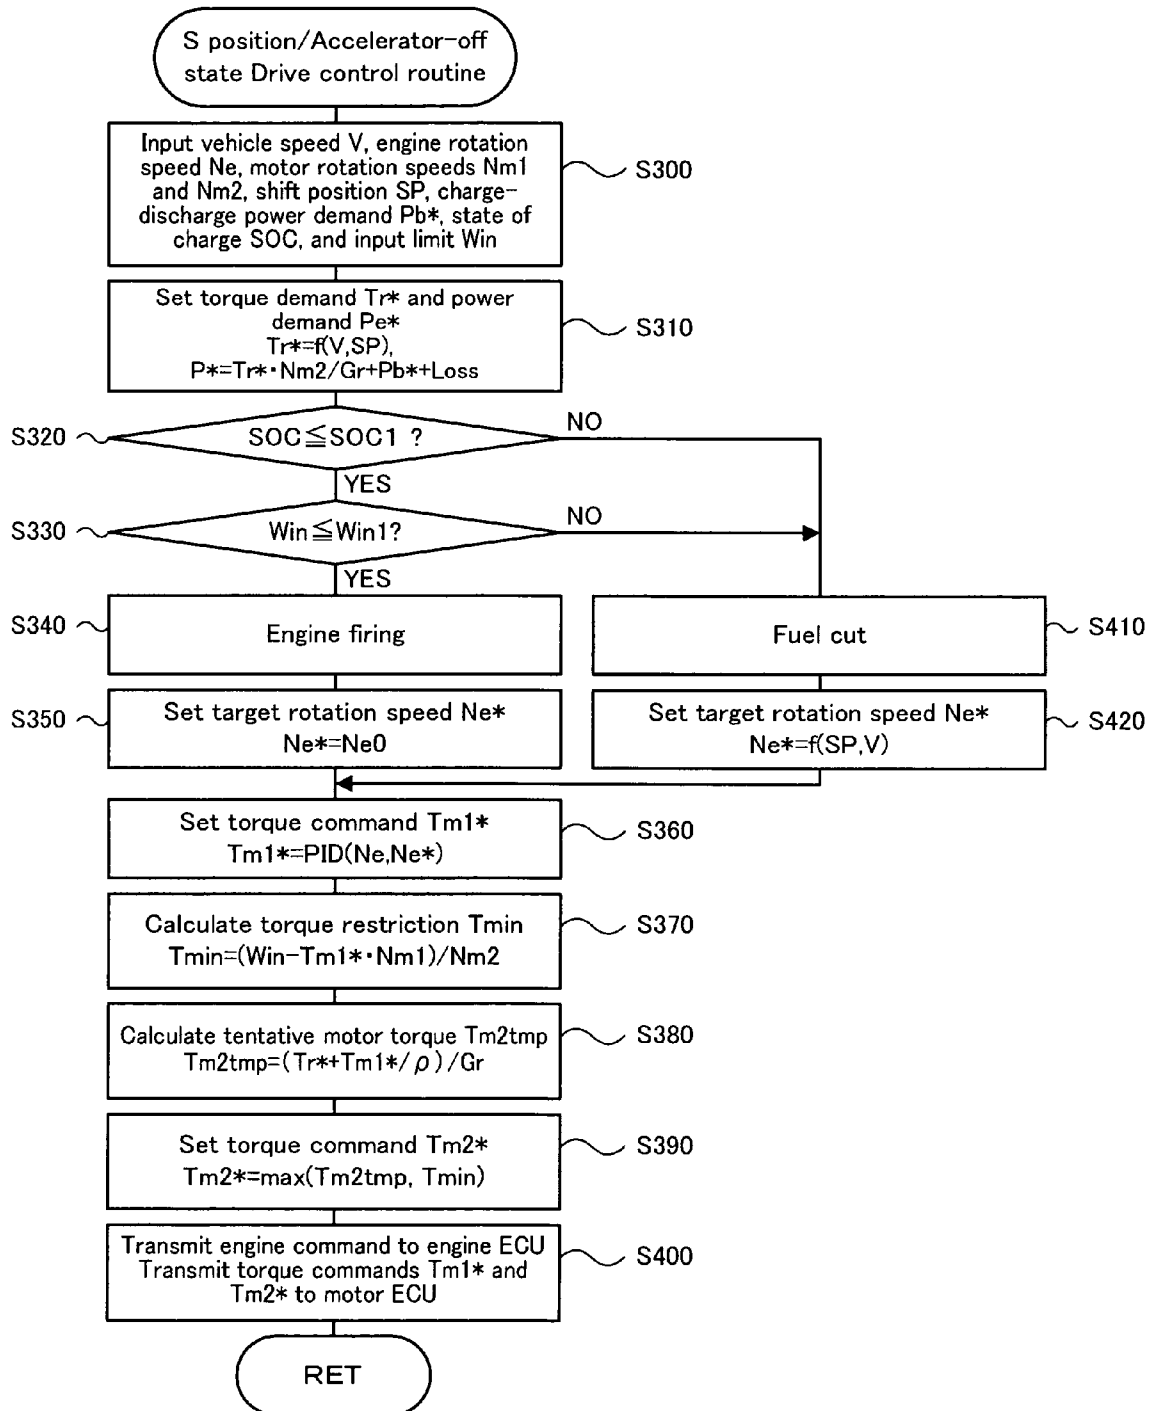 S position/Accelerator-off
state Drive control routine
Input vehicle speed V, engine rotation
speed Ne, motor rotation speeds Nm1
and Nm2, shift position SP, charge-
discharge power demand Pb*, state of
charge SOC, and input limit Win
S300
Set torque demand Tr* and power
demand Pe*
Tr*=f(V,SP),
P*=Tr*･Nm2/Gr+Pb*+Loss
S310
S320
SOC≦SOC1 ?
NO
YES
S330
Win≦Win1?
NO
YES
S340
Engine firing
Fuel cut
S410
S350
Set target rotation speed Ne*
Ne*=Ne0
Set target rotation speed Ne*
Ne*=f(SP,V)
S420
Set torque command Tm1*
Tm1*=PID(Ne,Ne*)
S360
Calculate torque restriction Tmin
Tmin=(Win-Tm1*･Nm1)/Nm2
S370
Calculate tentative motor torque Tm2tmp
Tm2tmp=(Tr*+Tm1*/ρ)/Gr
S380
Set torque command Tm2*
Tm2*=max(Tm2tmp, Tmin)
S390
Transmit engine command to engine ECU
Transmit torque commands Tm1* and
Tm2* to motor ECU
S400
RET